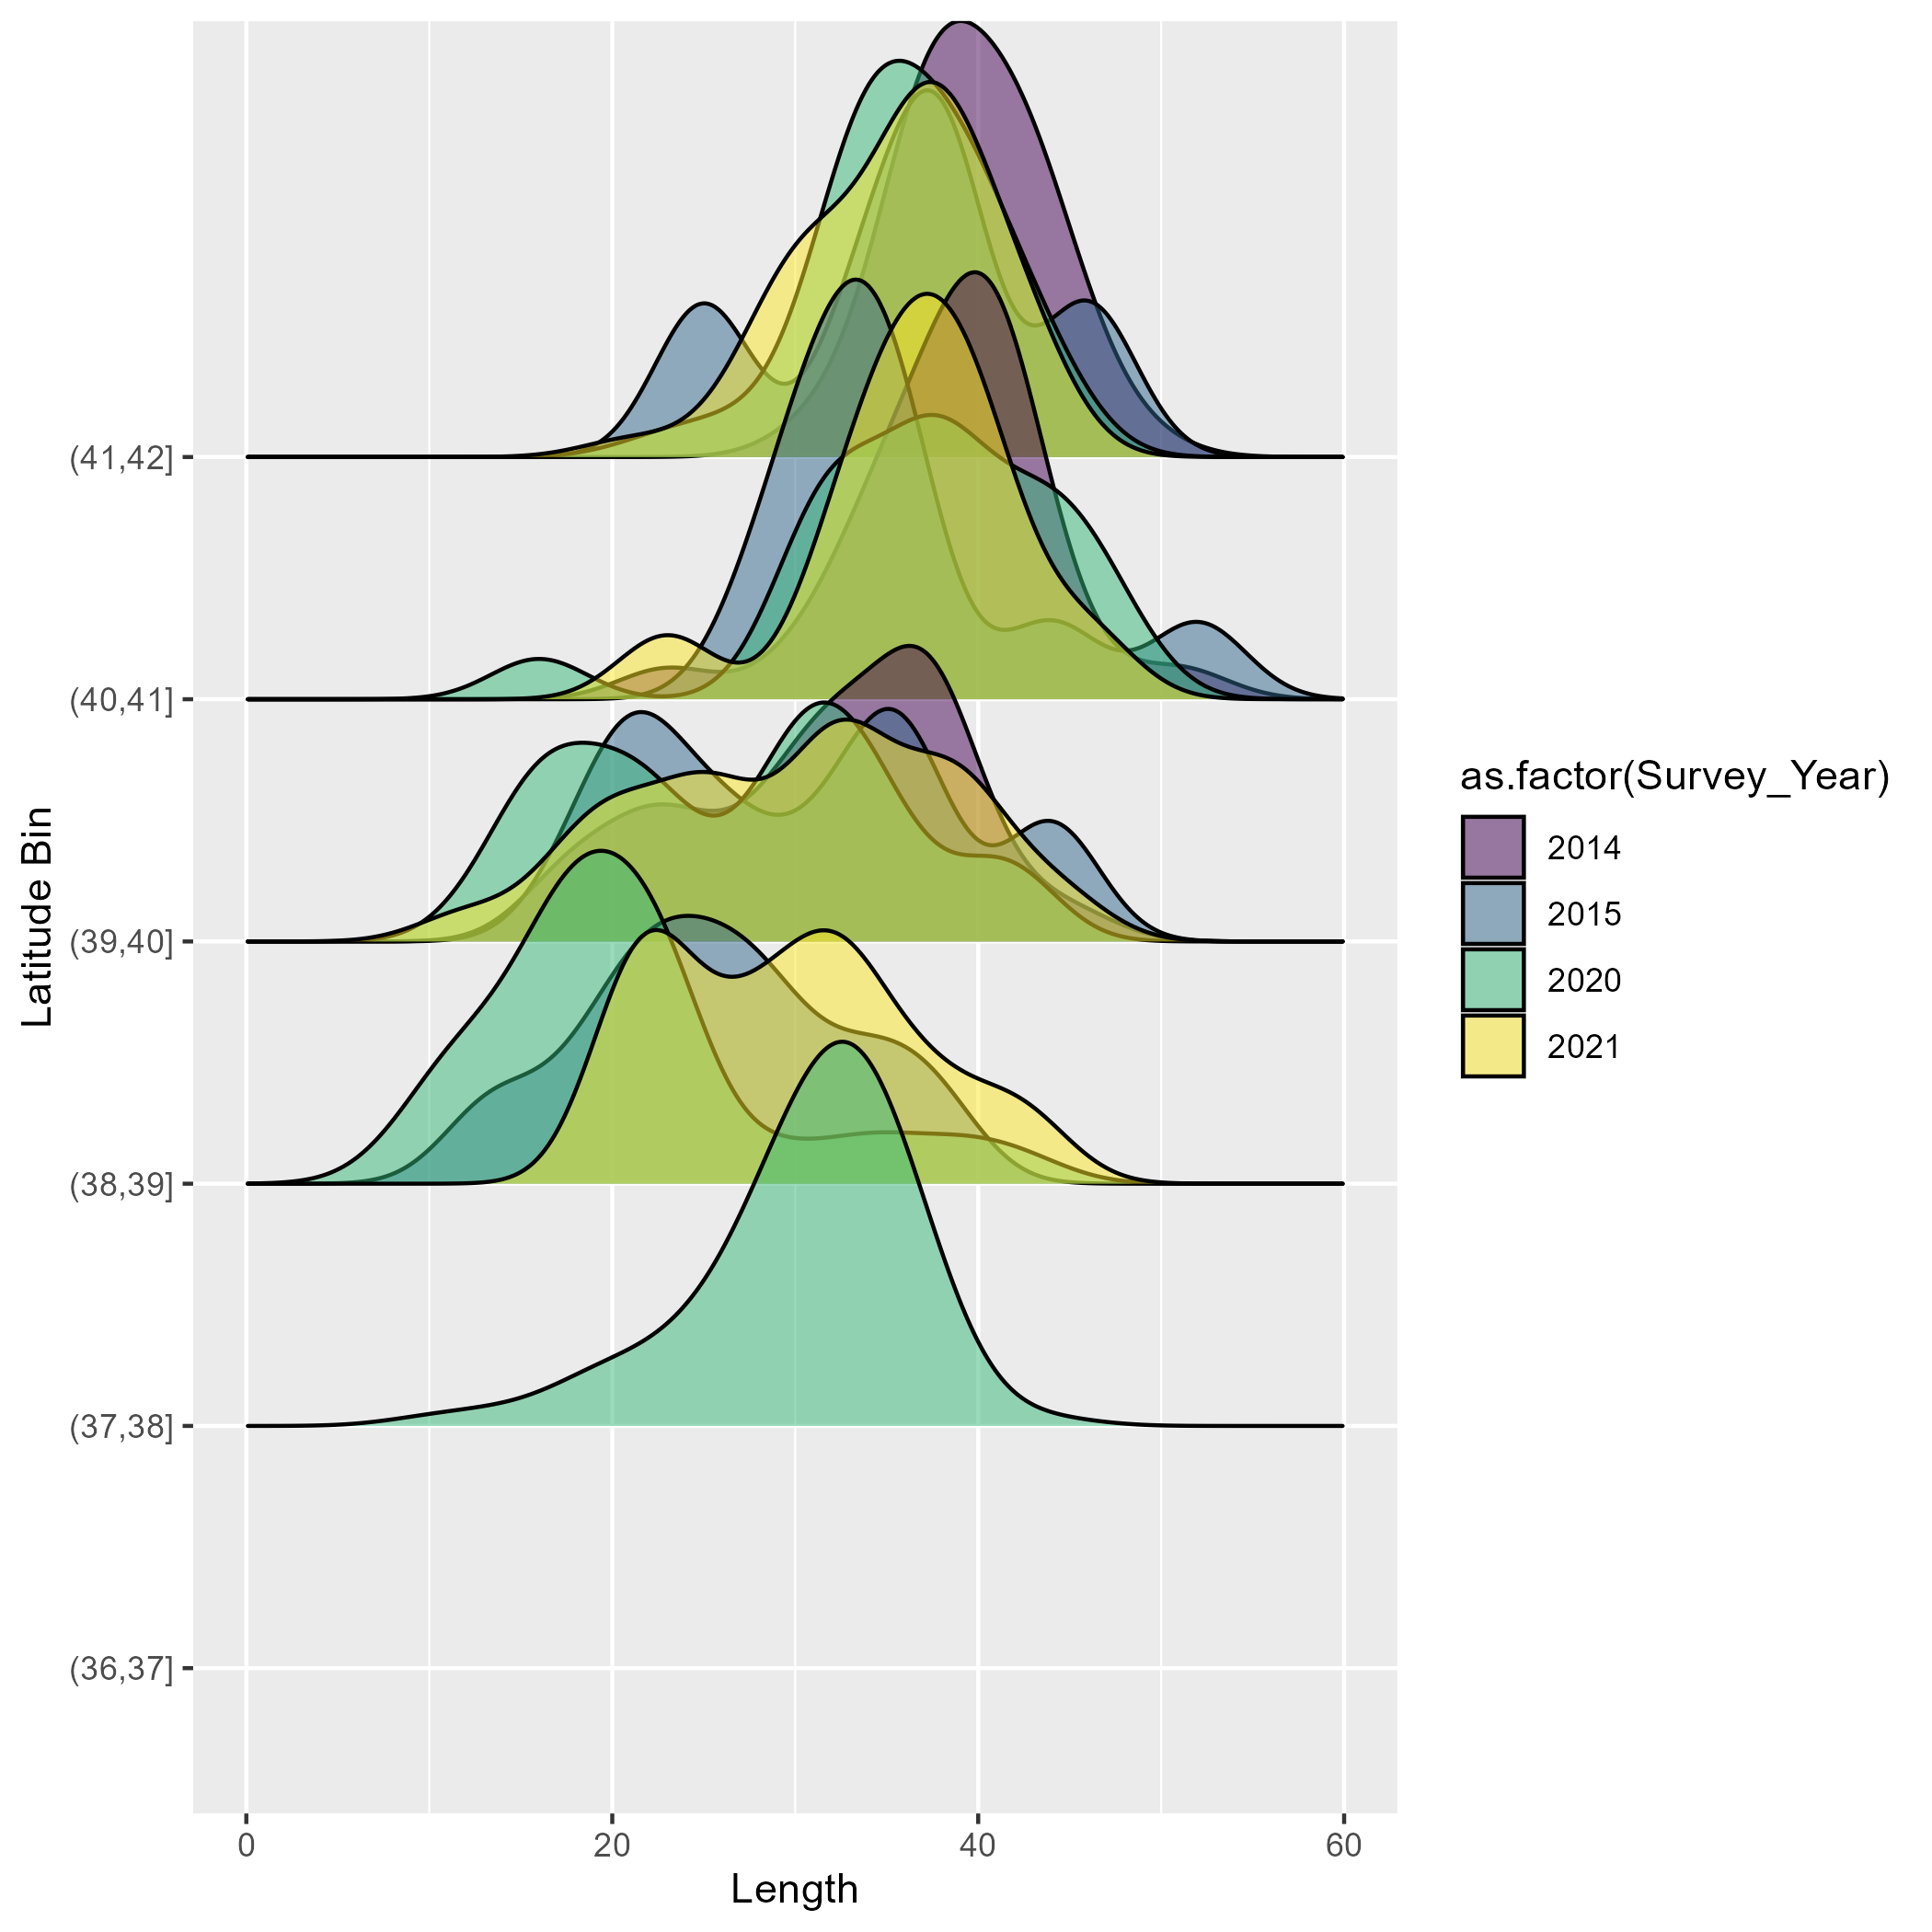 Latitude Bin
(41,42]
(40,41]
(39,40]
(38,39]
(37,38]
(36,37]
0 20 40 60
Length
as.factor(Survey_Year)
2014
2015
2020
2021